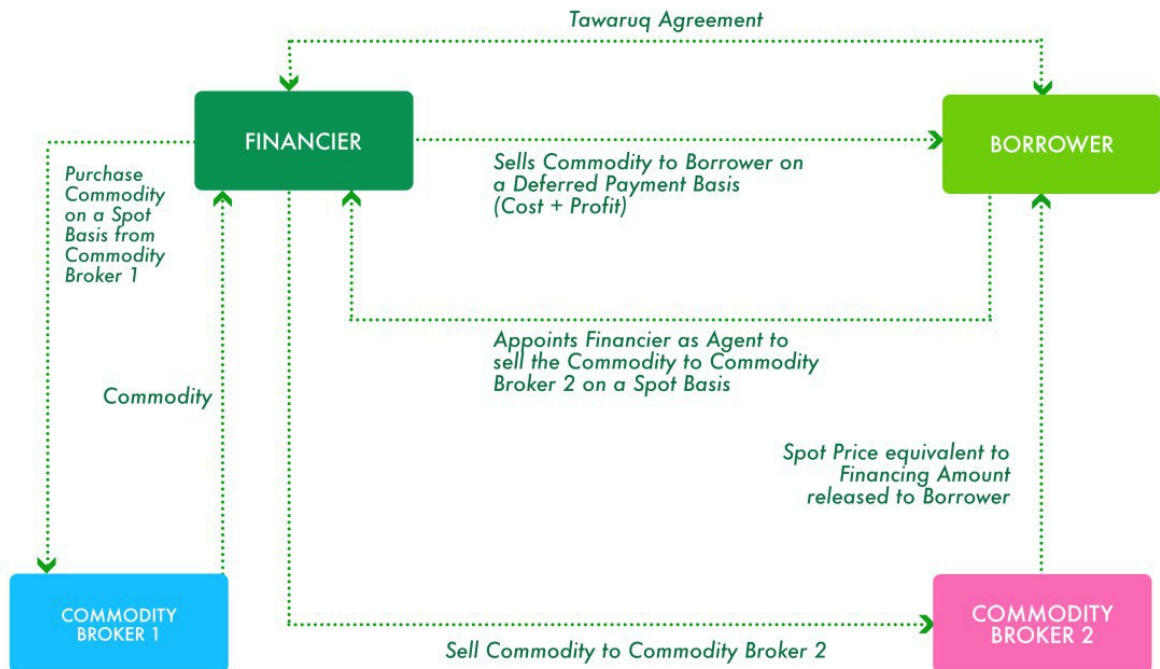 Tawaruq Agreement
FINANCIER
BORROWER
Purchase
Commodity
on a Spot
Basis from
Commodity
Broker 1
Sells Commodity to Borrower on
a Deferred Payment Basis
(Cost + Profit)
Appoints Financier as Agent to
sell the Commodity to Commodity
Broker 2 on a Spot Basis
Commodity
Spot Price equivalent to
Financing Amount
released to Borrower
COMMODITY
BROKER 1
COMMODITY
BROKER 2
Sell Commodity to Commodity Broker 2